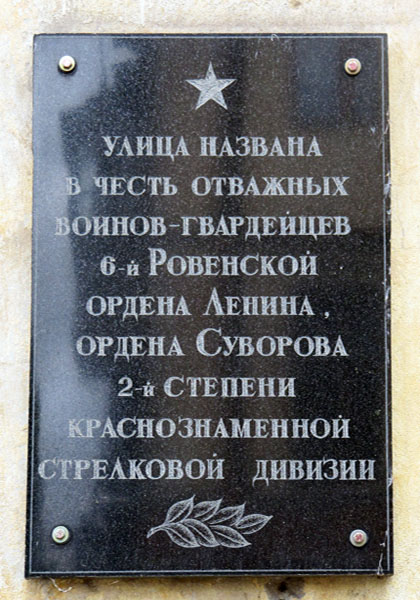 УЛИЦА НАЗВАНА
В ЧЕСТЬ ОТВАЖНЫХ
ВОИНОВ-ГВАРДЕЙЦЕВ
6-й РОВЕНСКОЙ
ОРДЕНА ЛЕНИНА,
ОРДЕНА СУВОРОВА
2-й СТЕПЕНИ
КРАСНОЗНАМЕННОЙ
СТРЕЛКОВОЙ ДИВИЗИИ